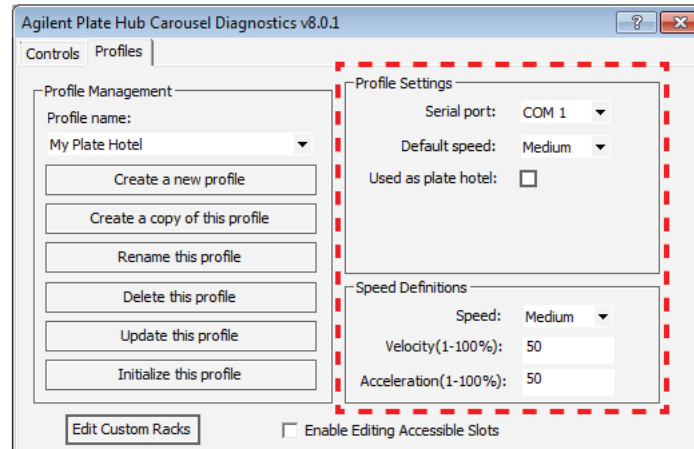 Agilent Plate Hub Carousel Diagnostics v8.0.1
?
Controls
Profiles
Profile Management
Profile name:
My Plate Hotel
Create a new profile
Create a copy of this profile
Rename this profile
Delete this profile
Update this profile
Initialize this profile
Profile Settings
Serial port: COM 1
Default speed: Medium
Used as plate hotel:
Speed Definitions
Speed: Medium
Velocity(1-100%): 50
Acceleration(1-100%): 50
Edit Custom Racks
Enable Editing Accessible Slots